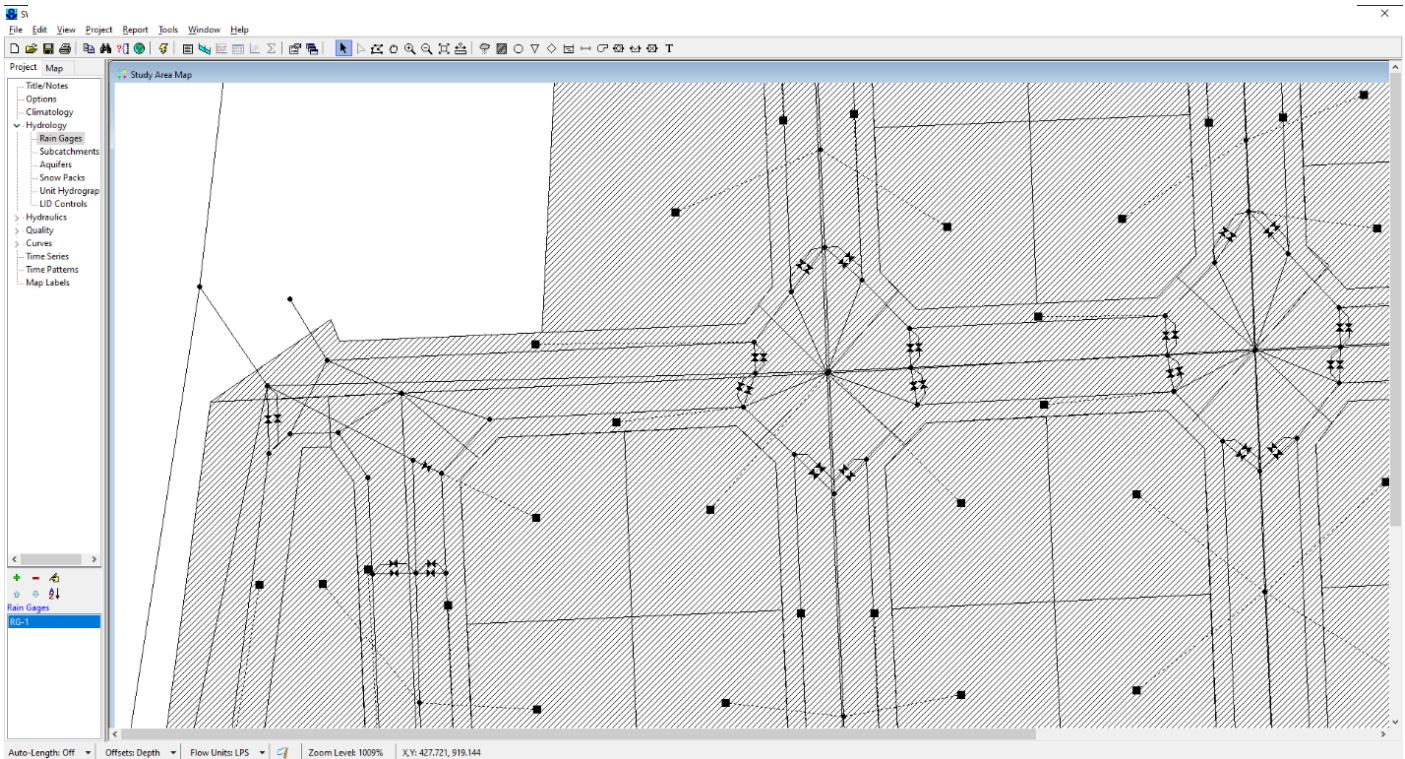 SV
File Edit View Project Report Tools Window Help
T
Project Map
Study Area Map
Title/Notes
Options
Climatology
Hydrology
Rain Gages
Subcatchments
Aquifers
Snow Packs
Unit Hydrograp
LID Controls
Hydraulics
Quality
Curves
Time Series
Time Patterns
Map Labels
Rain Gages
RG-1
Auto-Length: Off Offsets: Depth Flow Units: LPS Zoom Level: 1009% X,Y: 427.721, 919.144